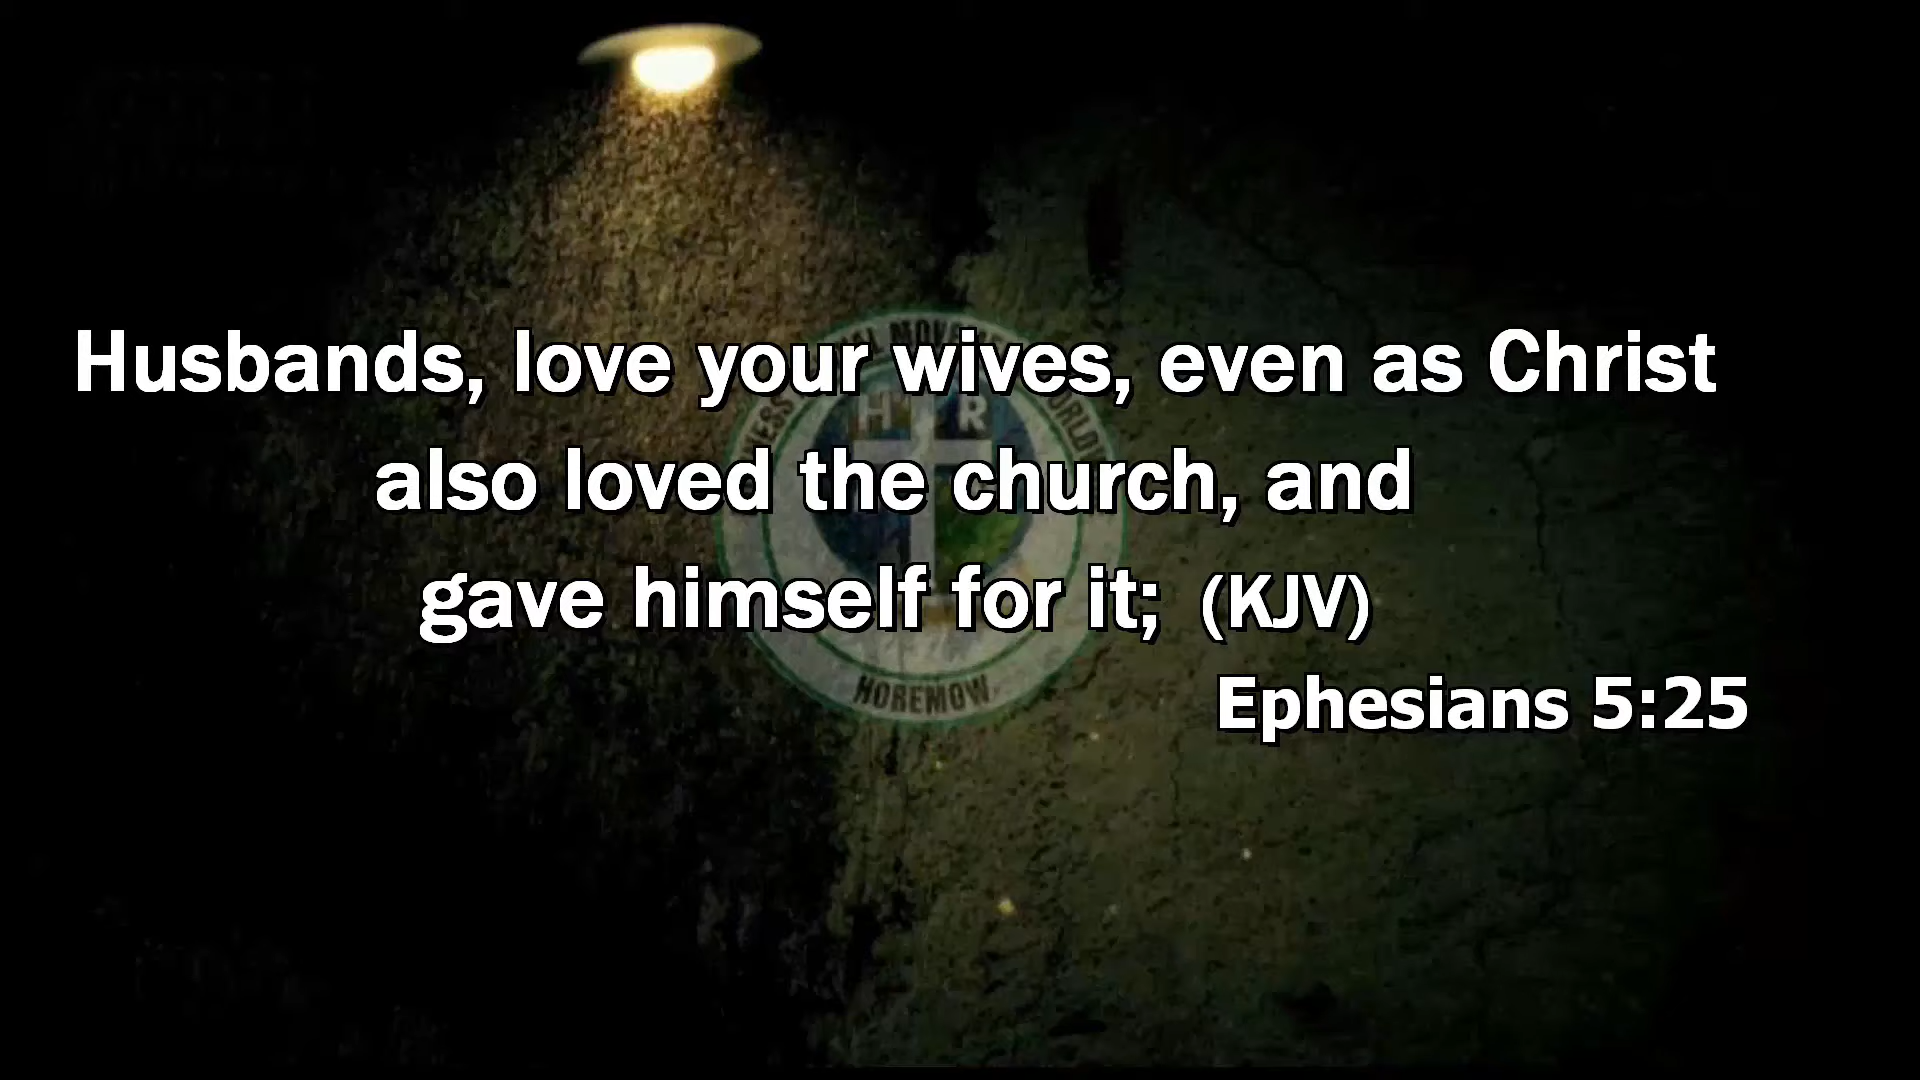 Husbands, love your wives, even as Christ
also loved the church, and
gave himself for it; (KJV)
Ephesians 5:25
H R
HOREMOW